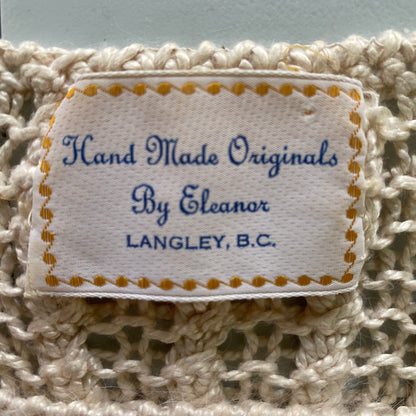 Hand Made Originals
By Eleanor
LANGLEY, B.C.